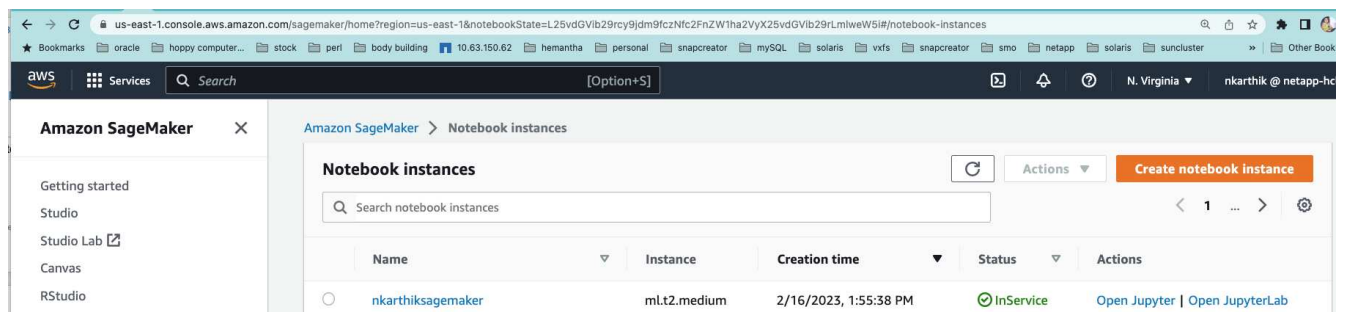 us-east-1.console.aws.amazon.com/sagemaker/home?region=us-east-1&notebookState=L25vdGVib29rcy9jdm9fczNfc2FnZW1ha2VyX25vdGVib29rLmlweW5i#/notebook-instances
Bookmarks oracle hoppy computer... stock perl body building 10.63.150.62 hemantha personal snapcreator mySQL solaris vxfs snapcreator smo netapp solaris suncluster » Other Book
aws Services Search [Option+S] N. Virginia ▼ nkarthik @ netapp-hcl
Amazon SageMaker
Getting started
Studio
Studio Lab
Canvas
RStudio
Amazon SageMaker > Notebook instances
Notebook instances Actions ▼ Create notebook instance
Search notebook instances < 1 ... >
Name Instance Creation time ▼ Status Actions
nkarthiksagemaker ml.t2.medium 2/16/2023, 1:55:38 PM InService Open Jupyter | Open JupyterLab